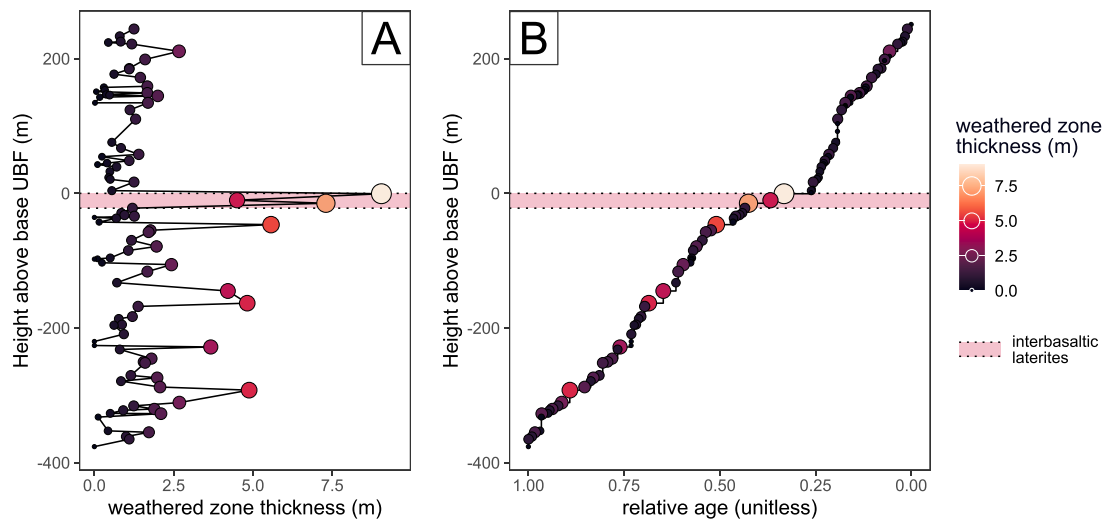 A
B
Height above base UBF (m)
200
0
-200
-400
0.0
2.5
5.0
7.5
weathered zone thickness (m)
Height above base UBF (m)
200
0
-200
-400
1.00
0.75
0.50
0.25
0.00
relative age (unitless)
weathered zone
thickness (m)
7.5
5.0
2.5
0.0
interbasaltic
laterites